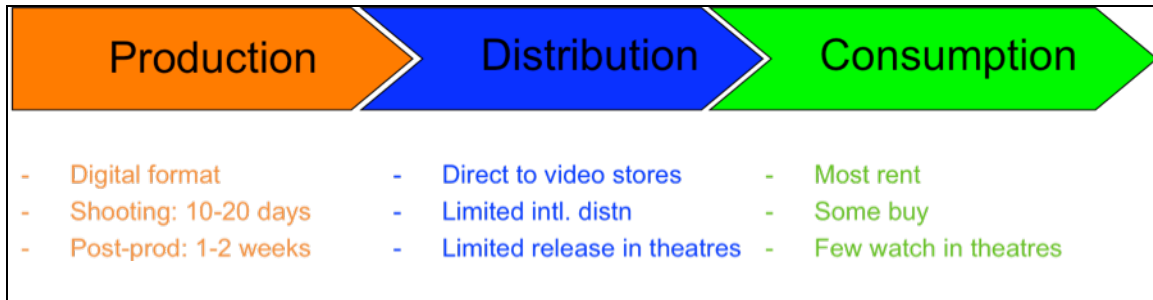 Production
Distribution
Consumption
- Digital format
- Shooting: 10-20 days
- Post-prod: 1-2 weeks
- Direct to video stores
- Limited intl. distn
- Limited release in theatres
- Most rent
- Some buy
- Few watch in theatres